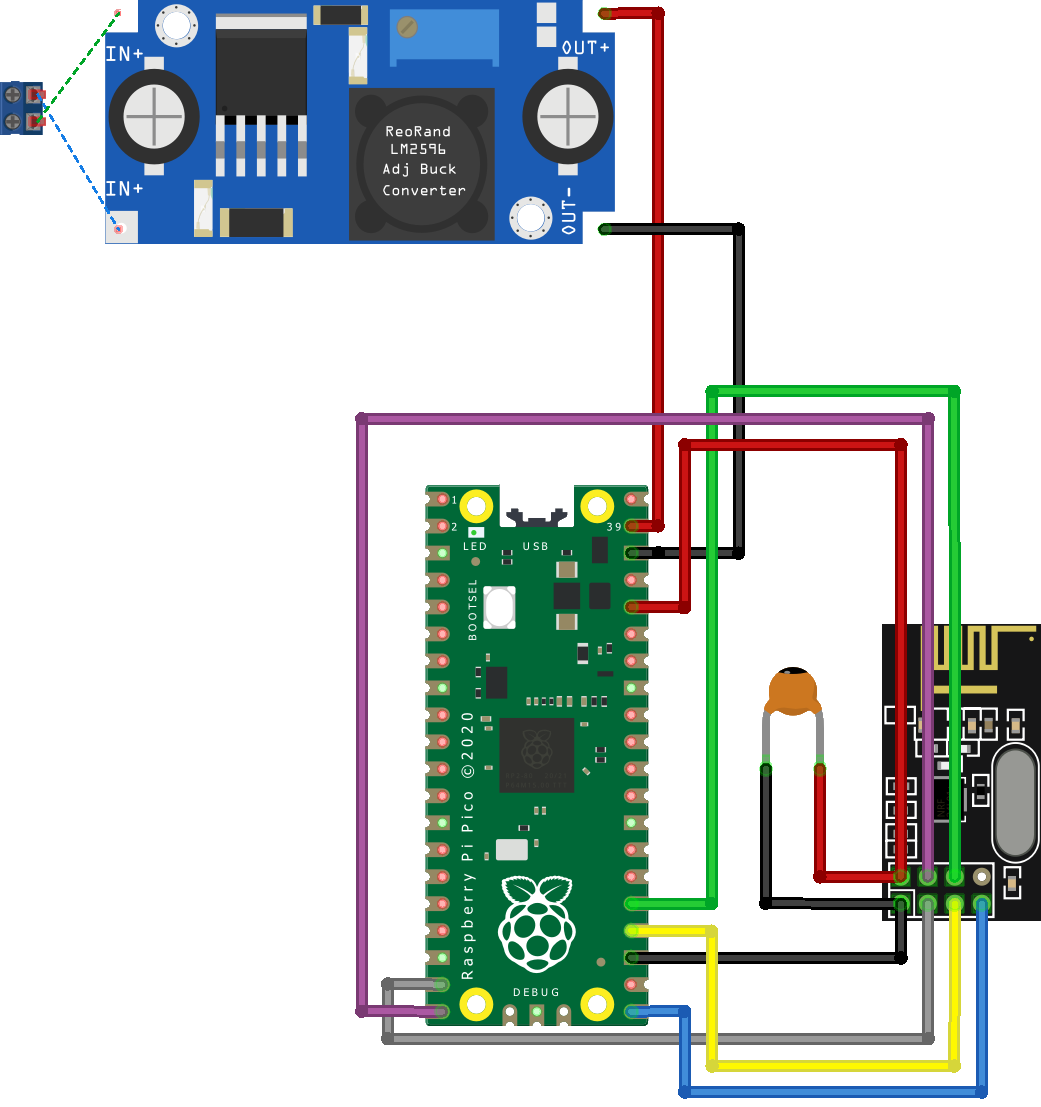 IN+
OUT+
ReoRand
LM2596
Adj Buck
Converter
IN+
OUT-
1
2
39
LED
USB
BOOTSEL
Raspberry Pi Pico ©2020
DEBUG